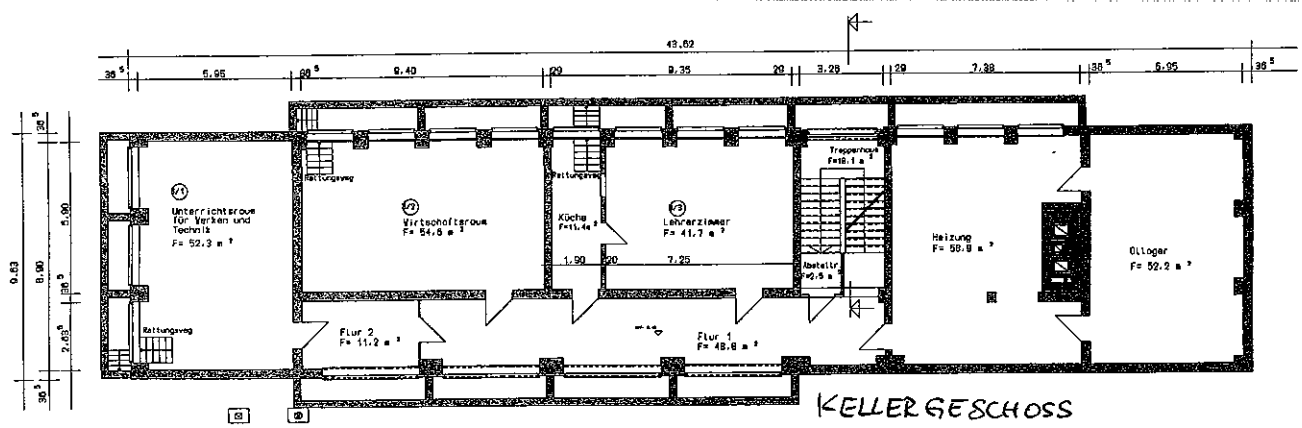 43.62
36⁵ 5.95 36⁵ 9.40 29 9.35 29 3.26 29 7.38 36⁵ 5.95 36⁵
36⁵
5.90
9.63
8.90
36⁵
2.63⁵
36⁵
Treppenhaus
F=18.1 m²
Rettungsweg
Rettungsweg
Unterrichtsraum
für Werken und
Technik
F= 52.3 m²
Wirtschaftsraum
F= 54.6 m²
Küche
F=11.4m²
Lehrerzimmer
F= 41.7 m²
Heizung
F= 56.9 m²
Öllager
F= 52.2 m²
1.90 20 7.25
Abstellr.
F=2.5 m²
Rettungsweg
Flur 2
F= 11.2 m²
Flur 1
F= 48.6 m²
KELLERGESCHOSS